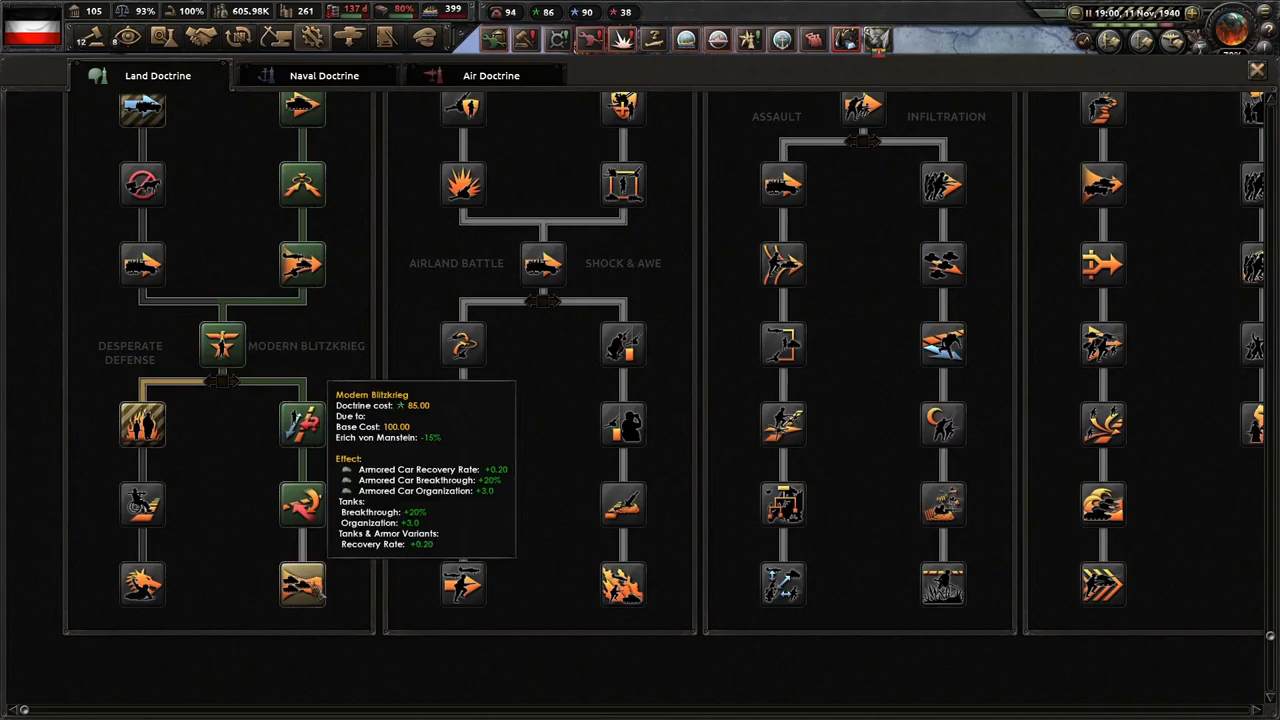 105 93% 100% 605.98K 261 137 d 80% 399 94 86 90 38 19:00, 11 Nov, 1940
12 8
Land Doctrine Naval Doctrine Air Doctrine
ASSAULT INFILTRATION
AIRLAND BATTLE SHOCK & AWE
DESPERATE DEFENSE MODERN BLITZKRIEG
Modern Blitzkrieg
Doctrine cost: 85.00
Due to:
Base Cost: 100.00
Erich von Manstein: -15%
Effect:
Armored Car Recovery Rate: +0.20
Armored Car Breakthrough: +20%
Armored Car Organization: +3.0
Tanks:
Breakthrough: +20%
Organization: +3.0
Tanks & Armor Variants:
Recovery Rate: +0.20